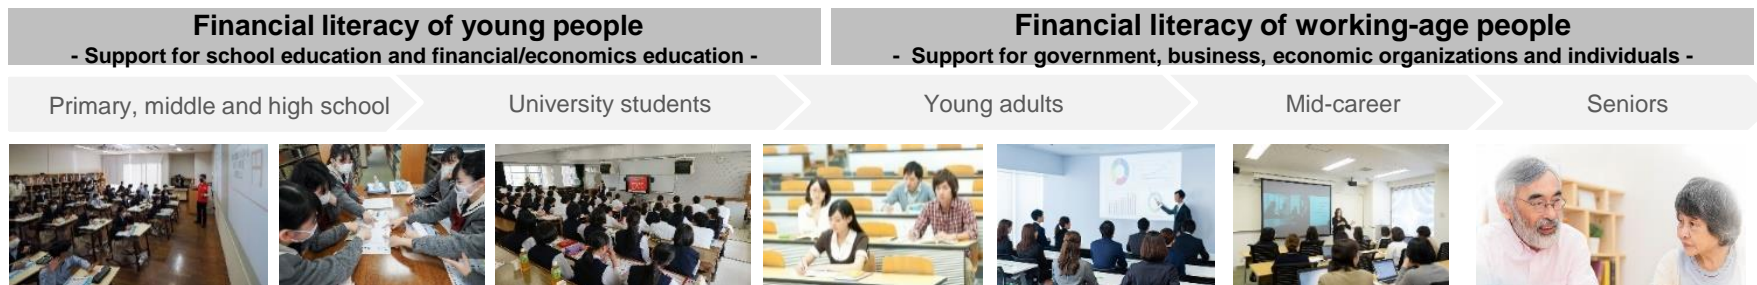 Financial literacy of young people
- Support for school education and financial/economics education -
Financial literacy of working-age people
- Support for government, business, economic organizations and individuals -
Primary, middle and high school
University students
Young adults
Mid-career
Seniors